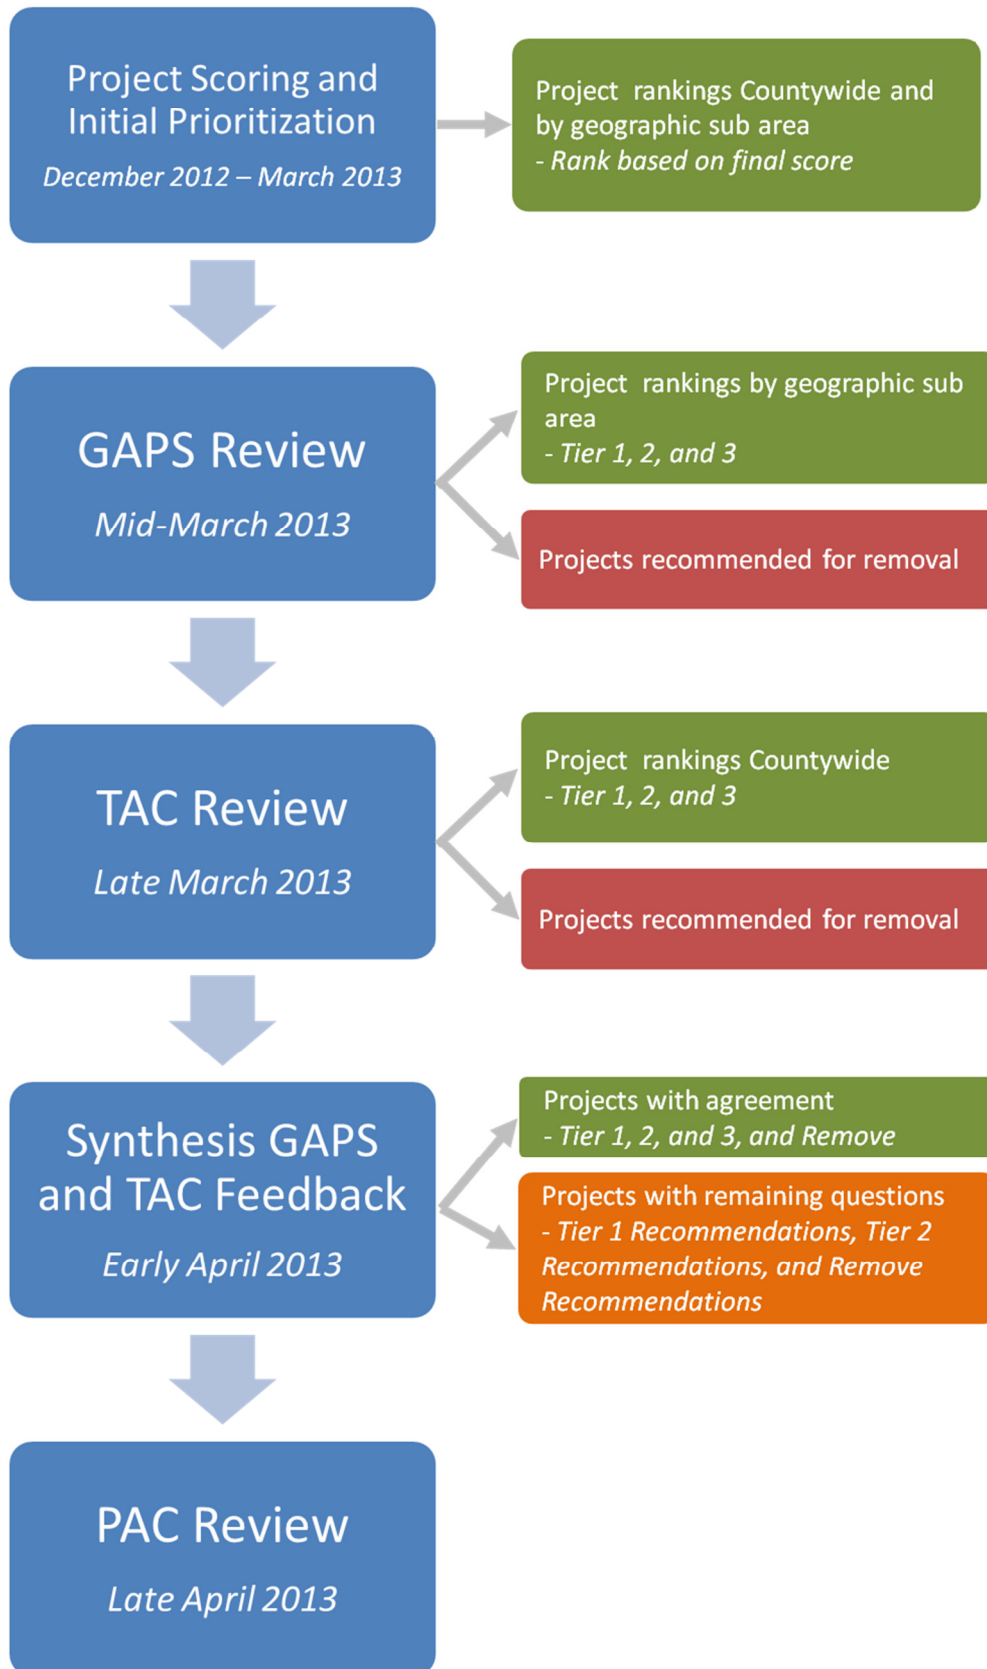 Project Scoring and
Initial Prioritization
December 2012 – March 2013
Project rankings Countywide and
by geographic sub area
- Rank based on final score
GAPS Review
Mid-March 2013
Project rankings by geographic sub
area
- Tier 1, 2, and 3
Projects recommended for removal
TAC Review
Late March 2013
Project rankings Countywide
- Tier 1, 2, and 3
Projects recommended for removal
Synthesis GAPS
and TAC Feedback
Early April 2013
Projects with agreement
- Tier 1, 2, and 3, and Remove
Projects with remaining questions
- Tier 1 Recommendations, Tier 2
Recommendations, and Remove
Recommendations
PAC Review
Late April 2013